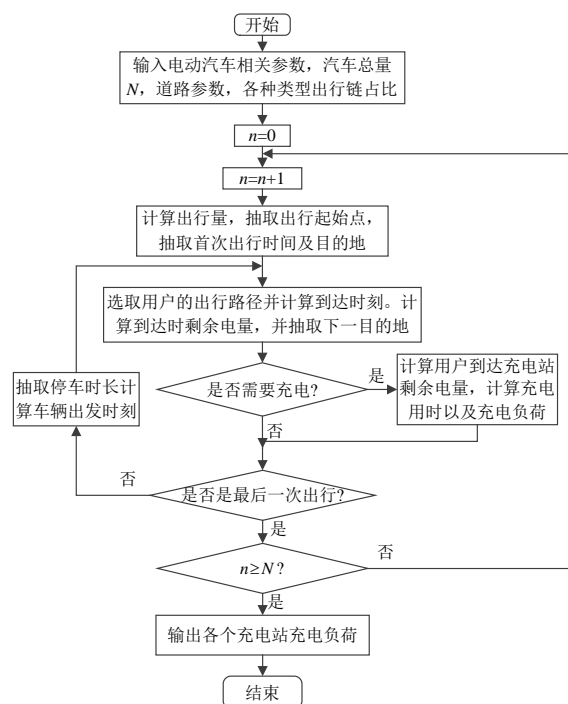 开始
输入电动汽车相关参数，汽车总量
N，道路参数，各种类型出行链占比
n=0
n=n+1
计算出行量，抽取出行起始点，
抽取首次出行时间及目的地
选取用户的出行路径并计算到达时刻。计
算到达时剩余电量，并抽取下一目的地
是否需要充电?
是
计算用户到达充电站
剩余电量，计算充电
用时以及充电负荷
抽取停车时长计
算车辆出发时刻
否
否
是否是最后一次出行?
是
否
n≥N?
是
输出各个充电站充电负荷
结束